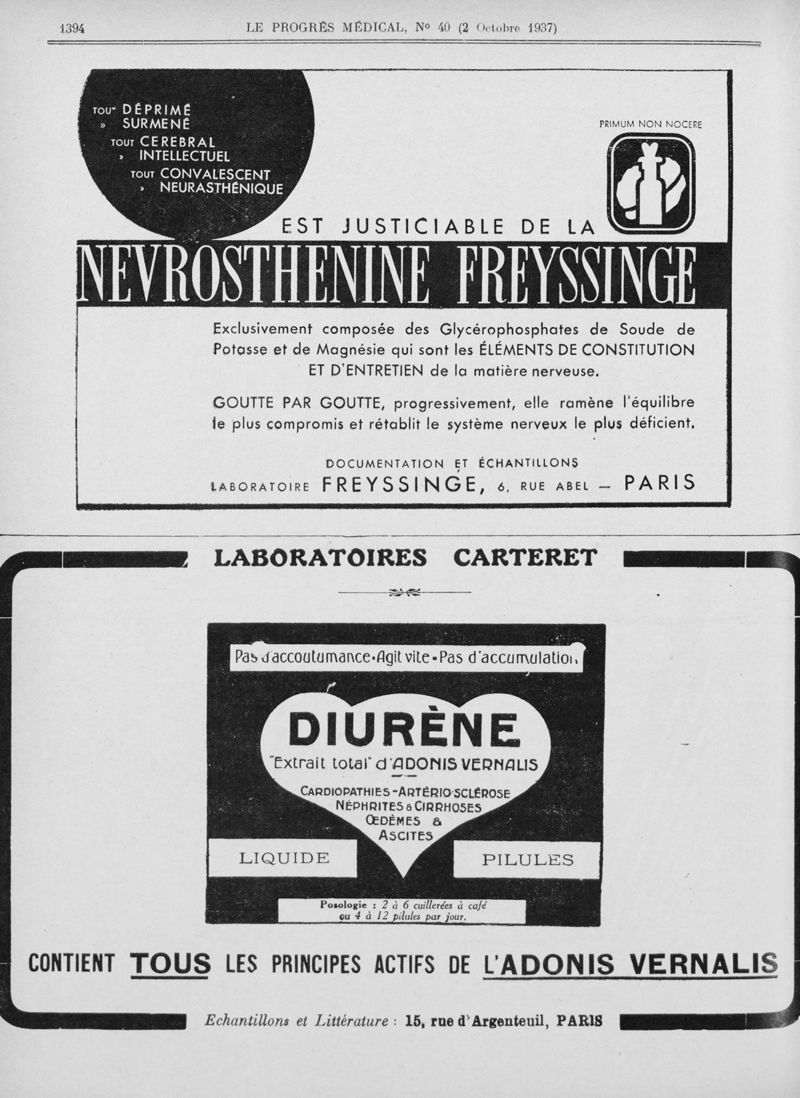 1394
LE PROGRÈS MÉDICAL, Nº 40 (2 Octobre 1937)
TOUT DÉPRIMÉ
» SURMENÉ
TOUT CEREBRAL
» INTELLECTUEL
TOUT CONVALESCENT
» NEURASTHÉNIQUE
PRIMUM NON NOCERE
EST JUSTICIABLE DE LA
NEVROSTHENINE FREYSSINGE
Exclusivement composée des Glycérophosphates de Soude de
Potasse et de Magnésie qui sont les ÉLÉMENTS DE CONSTITUTION
ET D'ENTRETIEN de la matière nerveuse.
GOUTTE PAR GOUTTE, progressivement, elle ramène l'équilibre
le plus compromis et rétablit le système nerveux le plus déficient.
DOCUMENTATION ET ÉCHANTILLONS
LABORATOIRE FREYSSINGE, 6, RUE ABEL — PARIS
LABORATOIRES CARTERET
Pas d'accoutumance-Agit vite-Pas d'accumulation
DIURÈNE
"Extrait total" d'ADONIS VERNALIS
CARDIOPATHIES-ARTÉRIO-SCLÉROSE
NÉPHRITES & CIRRHOSES
ŒDÈMES &
ASCITES
LIQUIDE
PILULES
Posologie : 2 à 6 cuillerées à café
ou 4 à 12 pilules par jour.
CONTIENT TOUS LES PRINCIPES ACTIFS DE L'ADONIS VERNALIS
Echantillons et Littérature : 15, rue d'Argenteuil, PARIS